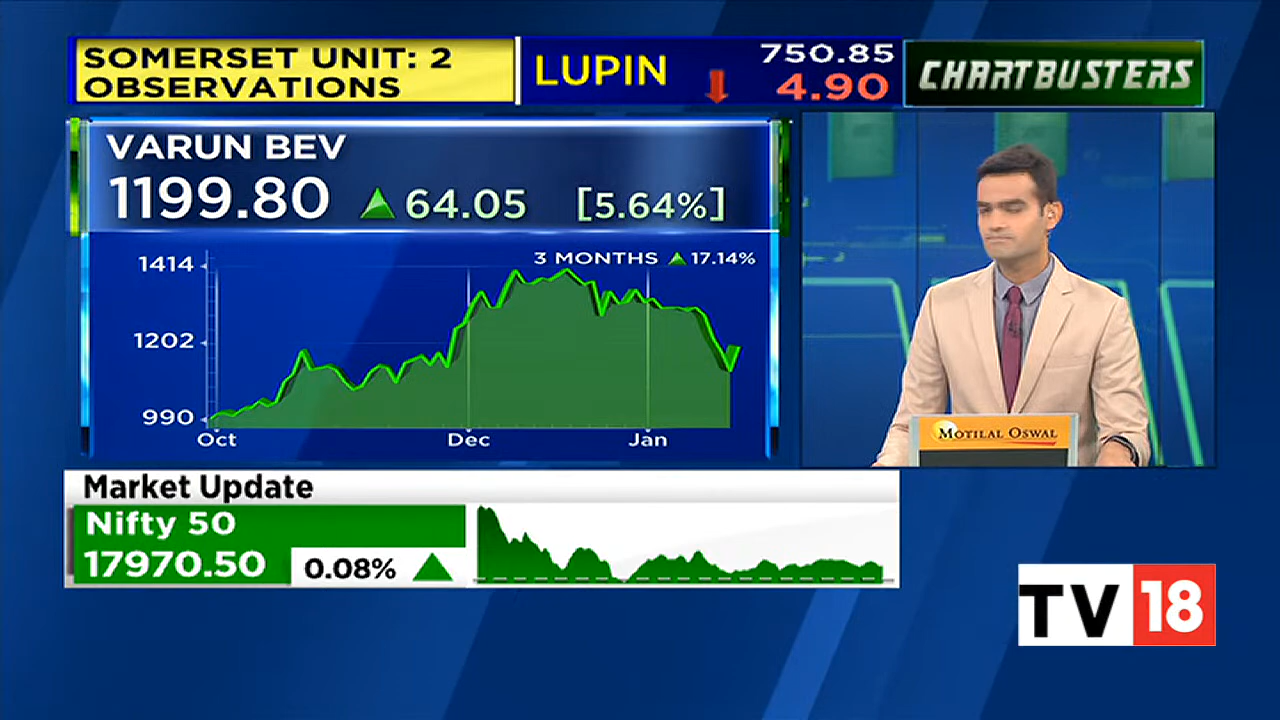 SOMERSET UNIT: 2
OBSERVATIONS
LUPIN
750.85
4.90
CHARTBUSTERS
VARUN BEV
1199.80 64.05 [5.64%]
3 MONTHS 17.14%
1414
1202
990
Oct Dec Jan
MOTILAL OSWAL
Market Update
Nifty 50
17970.50 0.08%
TV 18